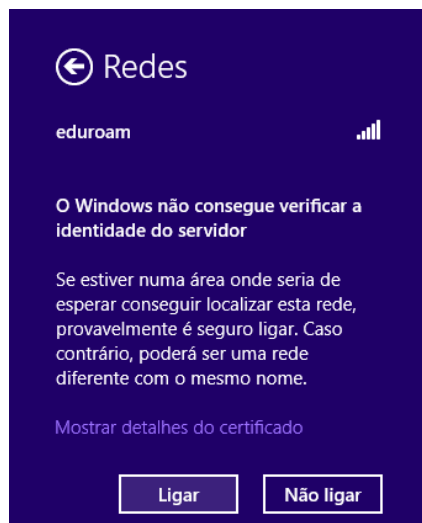 Redes
eduroam
O Windows não consegue verificar a
identidade do servidor
Se estiver numa área onde seria de
esperar conseguir localizar esta rede,
provavelmente é seguro ligar. Caso
contrário, poderá ser uma rede
diferente com o mesmo nome.
Mostrar detalhes do certificado
Ligar Não ligar